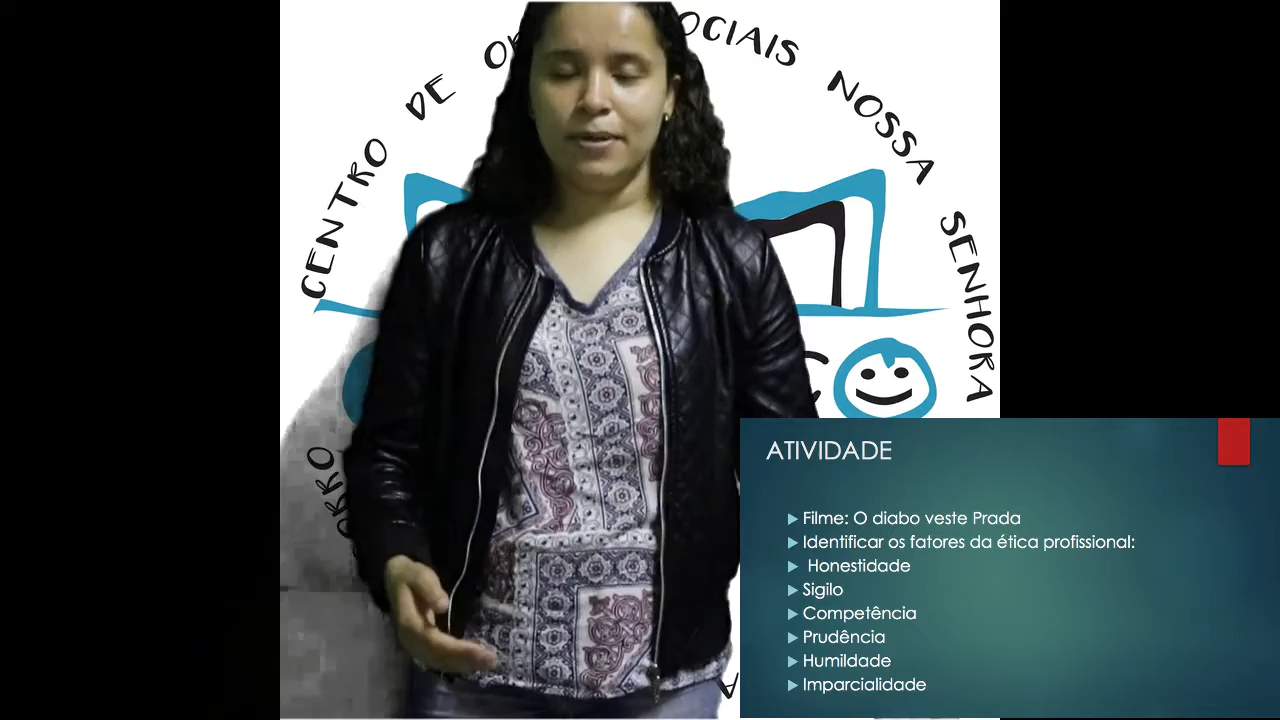 CENTRO DE OCIAIS NOSSA SENHORA
ATIVIDADE
Filme: O diabo veste Prada
Identificar os fatores da ética profissional:
Honestidade
Sigilo
Competência
Prudência
Humildade
Imparcialidade